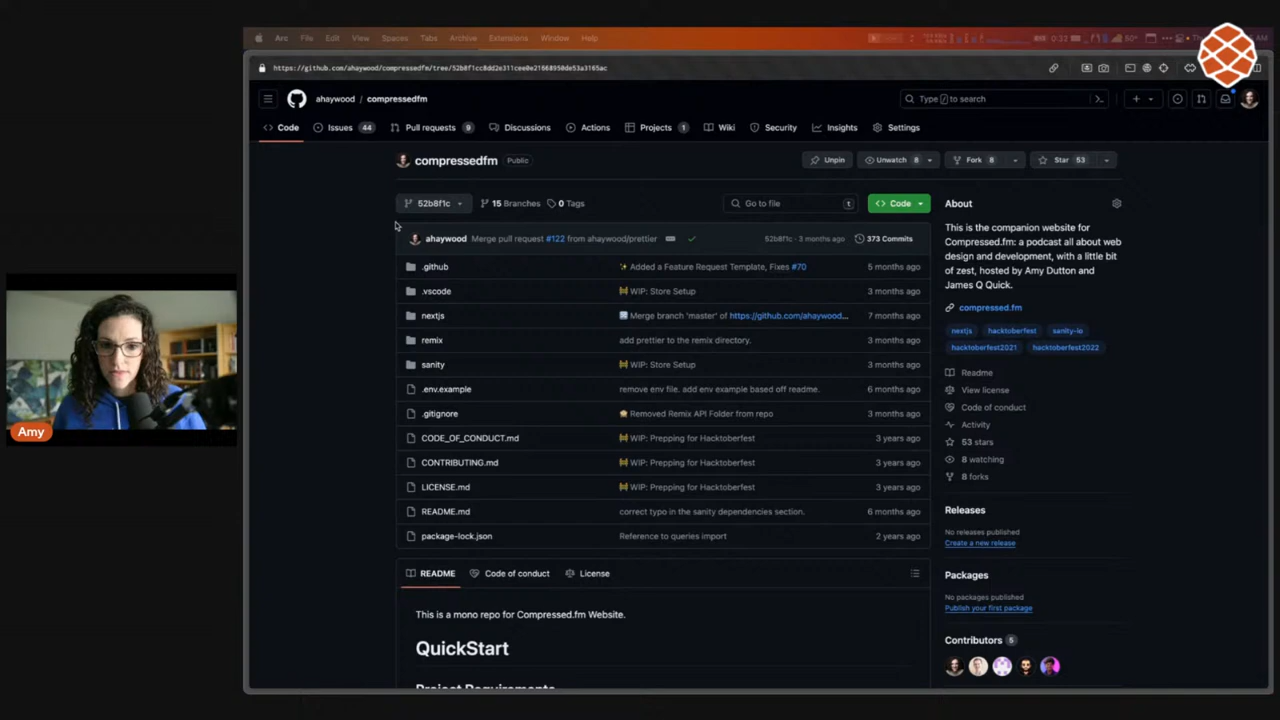 Arc File Edit View Spaces Tabs Archive Extensions Window Help
https://github.com/ahaywood/compressedfm/tree/52b8f1cc8dd2e311cee0e21668950de53a3165ac
ahaywood / compressedfm
Type / to search
Code
Issues 44
Pull requests 9
Discussions
Actions
Projects 1
Wiki
Security
Insights
Settings
compressedfm Public
Unpin
Unwatch 8
Fork 8
Star 53
52b8f1c
15 Branches
0 Tags
Go to file t
Code
ahaywood Merge pull request #122 from ahaywood/prettier
52b8f1c · 3 months ago
373 Commits
.github Added a Feature Request Template, Fixes #70 5 months ago
.vscode WIP: Store Setup 3 months ago
nextjs Merge branch 'master' of https://github.com/ahaywood... 7 months ago
remix add prettier to the remix directory. 3 months ago
sanity WIP: Store Setup 3 months ago
.env.example remove env file. add env example based off readme. 6 months ago
.gitignore Removed Remix API Folder from repo 3 months ago
CODE_OF_CONDUCT.md WIP: Prepping for Hacktoberfest 3 years ago
CONTRIBUTING.md WIP: Prepping for Hacktoberfest 3 years ago
LICENSE.md WIP: Prepping for Hacktoberfest 3 years ago
README.md correct typo in the sanity dependencies section. 6 months ago
package-lock.json Reference to queries import 2 years ago
README
Code of conduct
License
This is a mono repo for Compressed.fm Website.
QuickStart
Project Requirements
About
This is the companion website for
Compressed.fm: a podcast all about web
design and development, with a little bit
of zest, hosted by Amy Dutton and
James Q Quick.
compressed.fm
nextjs hacktoberfest sanity-io
hacktoberfest2021 hacktoberfest2022
Readme
View license
Code of conduct
Activity
53 stars
8 watching
8 forks
Releases
No releases published
Create a new release
Packages
No packages published
Publish your first package
Contributors 5
Amy